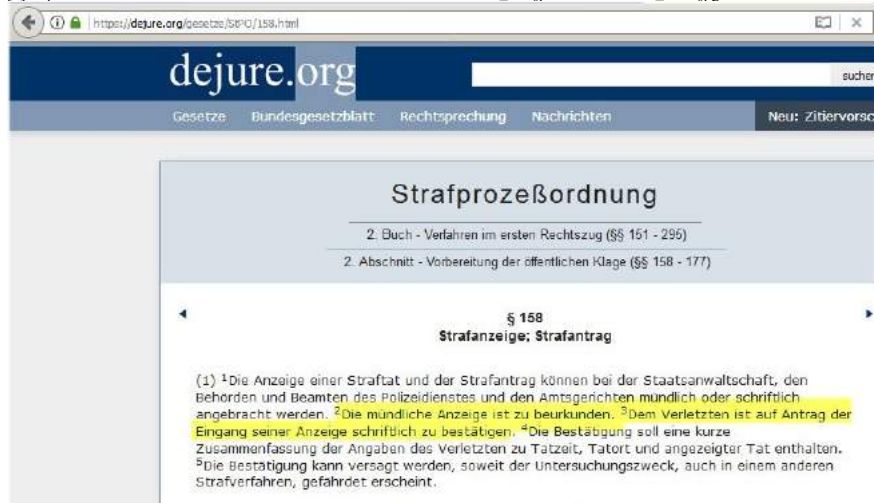 https://dejure.org/gesetze/StPO/158.html
dejure.org
suchen
Gesetze Bundesgesetzblatt Rechtsprechung Nachrichten Neu: Zitiervorsc
Strafprozeßordnung
2. Buch - Verfahren im ersten Rechtszug (§§ 151 - 295)
2. Abschnitt - Vorbereitung der öffentlichen Klage (§§ 158 - 177)
§ 158
Strafanzeige; Strafantrag
(1) ¹Die Anzeige einer Straftat und der Strafantrag können bei der Staatsanwaltschaft, den
Behörden und Beamten des Polizeidienstes und den Amtsgerichten mündlich oder schriftlich
angebracht werden. ²Die mündliche Anzeige ist zu beurkunden. ³Dem Verletzten ist auf Antrag der
Eingang seiner Anzeige schriftlich zu bestätigen. ⁴Die Bestätigung soll eine kurze
Zusammenfassung der Angaben des Verletzten zu Tatzeit, Tatort und angezeigter Tat enthalten.
⁵Die Bestätigung kann versagt werden, soweit der Untersuchungszweck, auch in einem anderen
Strafverfahren, gefährdet erscheint.